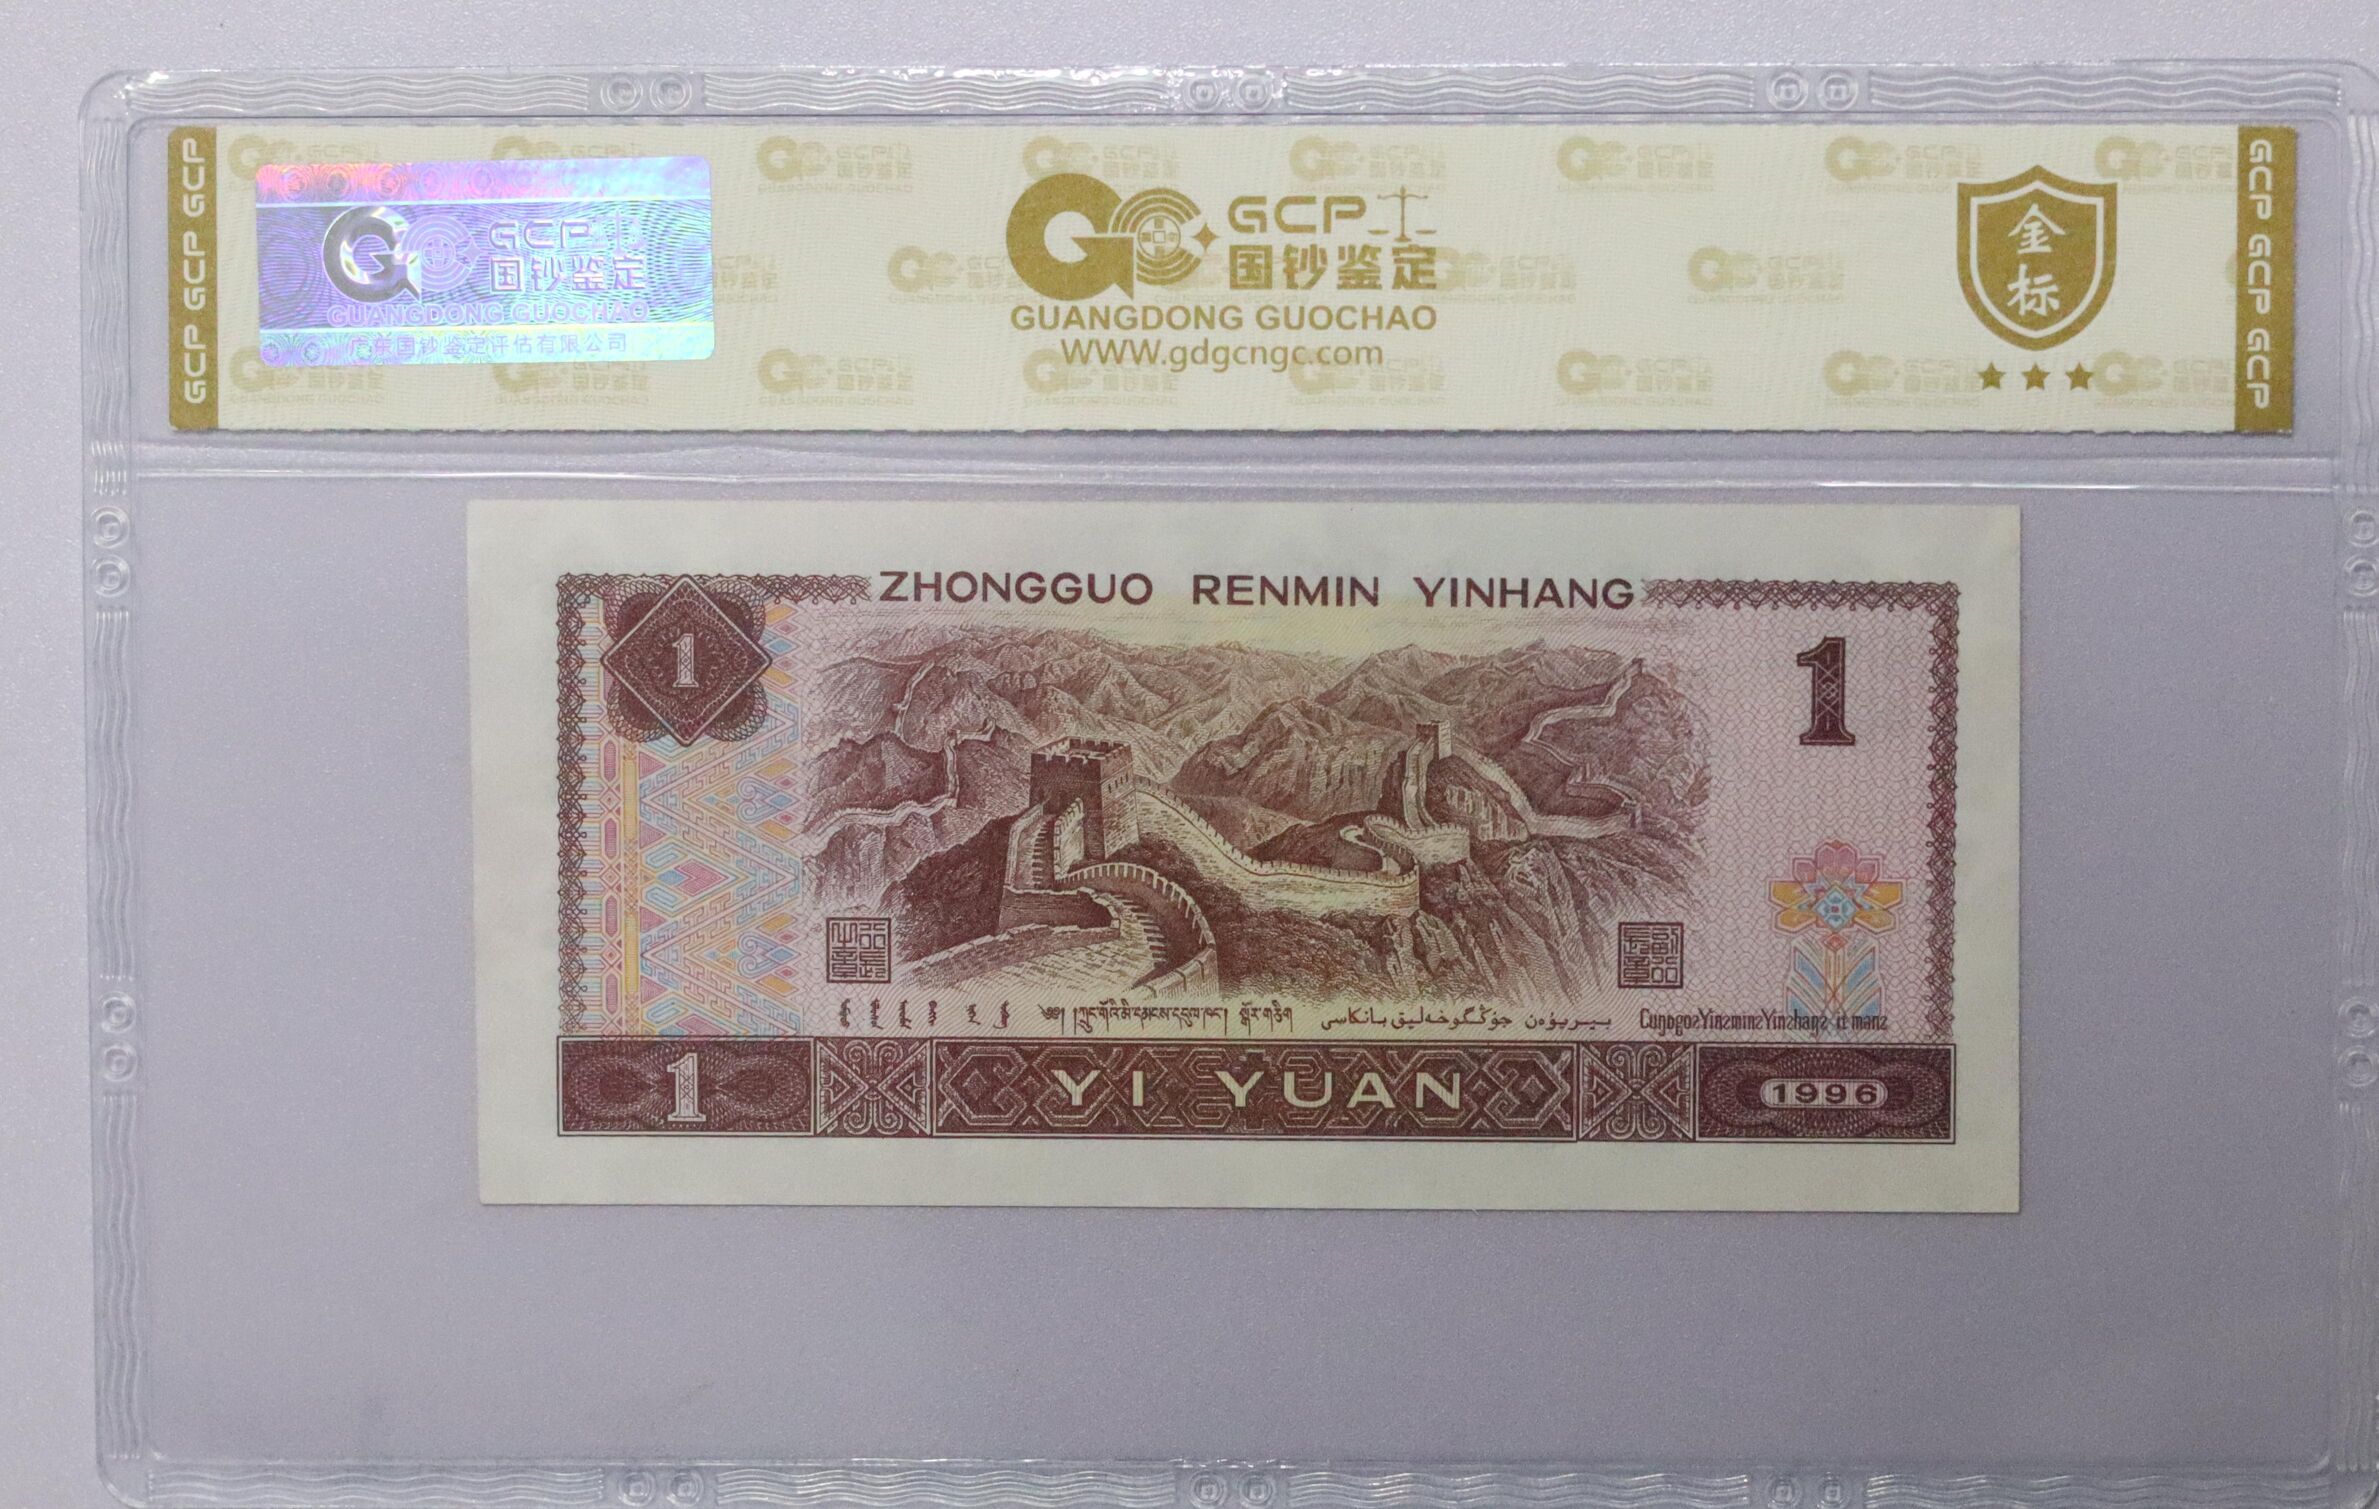 GCP GCP GCP
GCP
国钞鉴定
GUANGDONG GUOCHAO
广东国钞鉴定评估有限公司
GCP
国钞鉴定
GUANGDONG GUOCHAO
WWW.gdgcngc.com
金
标
GCP GCP GCP
ZHONGGUO RENMIN YINHANG
1
1
1
YI YUAN
1996